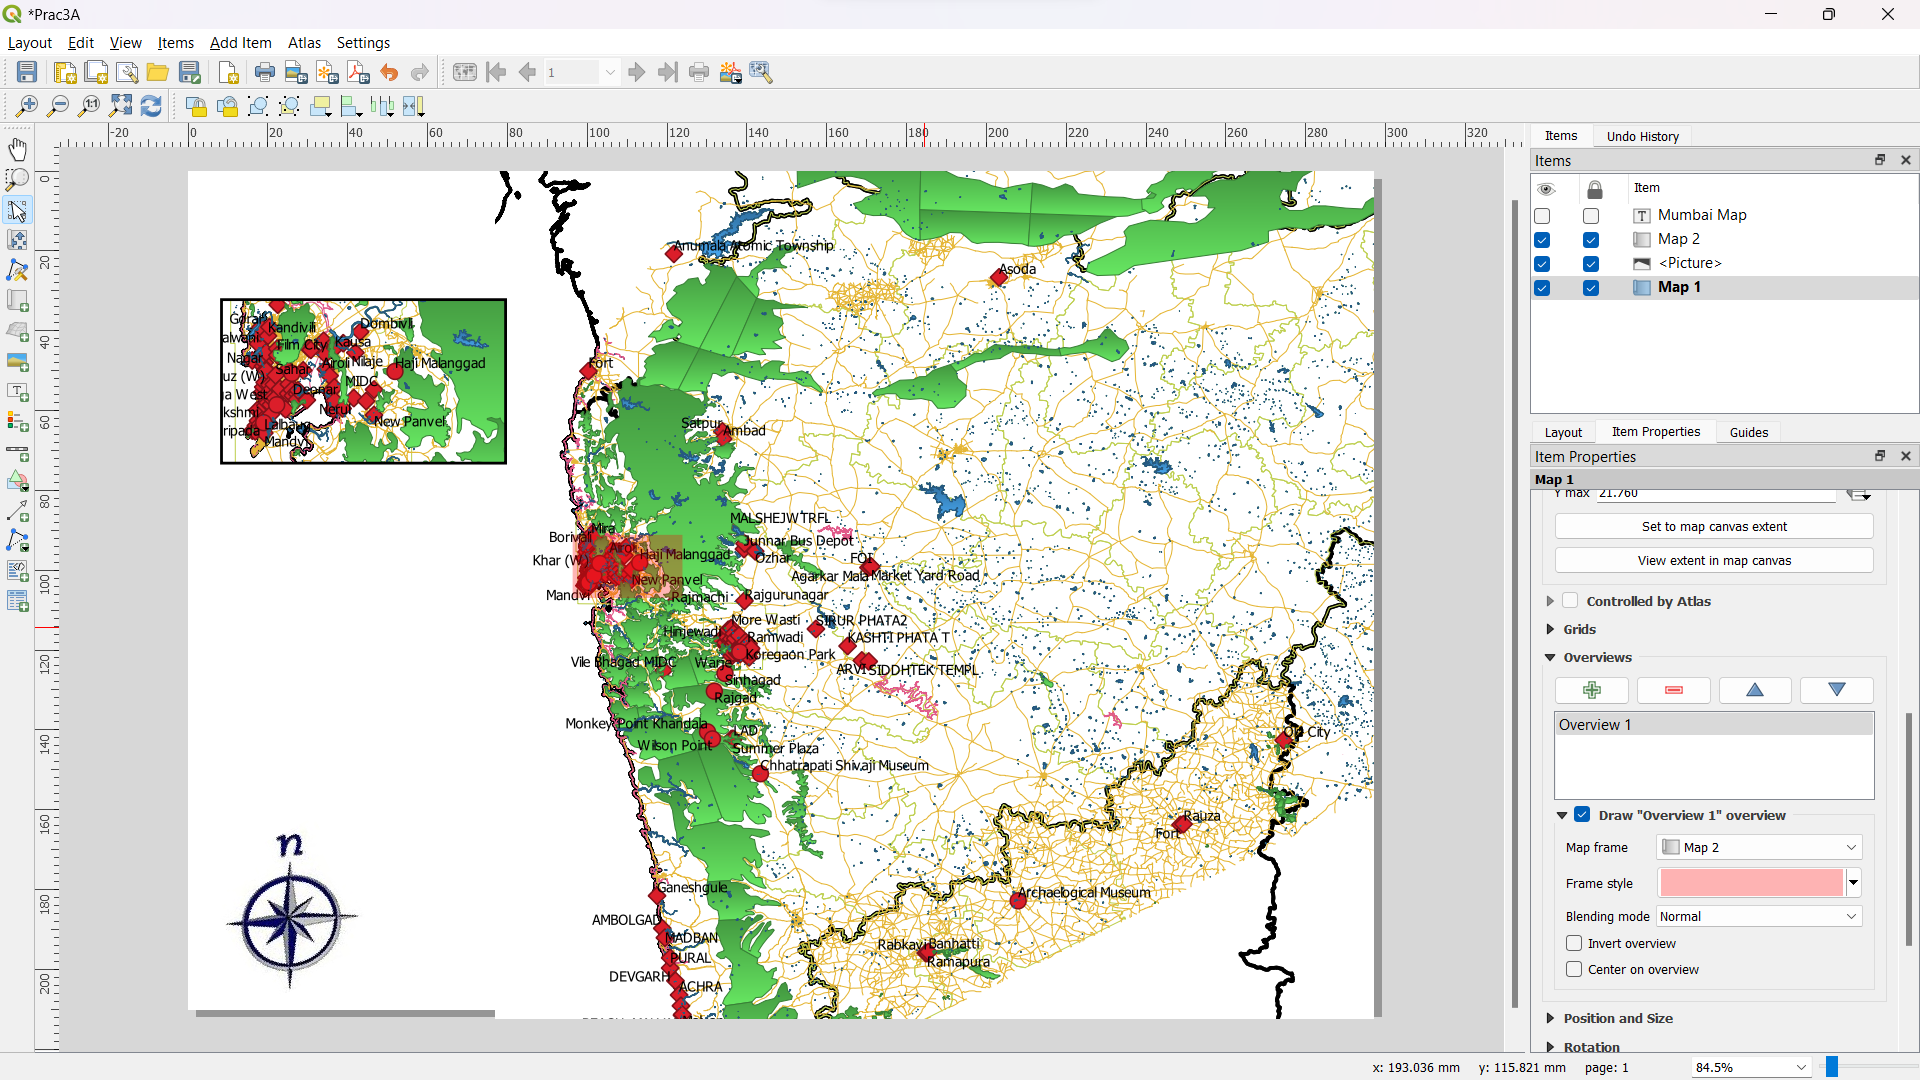 *Prac3A
Layout Edit View Items Add Item Atlas Settings
1
1:1
-20 0 20 40 60 80 100 120 140 160 180 200 220 240 260 280 300 320
0
20
40
60
80
100
120
140
160
180
200
Gorai
Kandivili
Dombivli
Film City
Kausa
Nagar
Airoli
Nilaje
Haji Malanggad
uz (W)
Sahar
MIDC
a West
Deonar
kshmi
Nerul
New Panvel
ripada
Lalbaug
Mandvi
n
Anumala Atomic Township
Asoda
Fort
Satpur
Ambad
MALSHEJWTRFL
Mira
Borivali
Junnar Bus Depot
Airoli
Haji Malanggad
Ozhar
Khar (W)
FOI
New Panvel
Agarkar Mala
Market Yard Road
Mandvi
Rajmachi
Rajgurunagar
More Wasti
SIRUR PHATA2
Hinjewadi
Ramwadi
KASHTI PHATA T
Koregaon Park
Vile Bhagad MIDC
Warje
ARVI
SIDDHTEK TEMPL
Sinhagad
Rajgad
Monkey Point Khandala
LAD
Old City
Wilson Point
Summer Plaza
Chhatrapati Shivaji Museum
Rauza
Fort
Ganeshgule
Archaelogical Museum
AMBOLGAD
MADBAN
Rabkavi Banhatti
PURAL
Ramapura
DEVGARH
ACHRA
Items Undo History
Items
Item
Mumbai Map
Map 2
<Picture>
Map 1
Layout Item Properties Guides
Item Properties
Map 1
Y max 21.760
Set to map canvas extent
View extent in map canvas
Controlled by Atlas
Grids
Overviews
Overview 1
Draw "Overview 1" overview
Map frame Map 2
Frame style
Blending mode Normal
Invert overview
Center on overview
Position and Size
Rotation
x: 193.036 mm y: 115.821 mm page: 1 84.5%